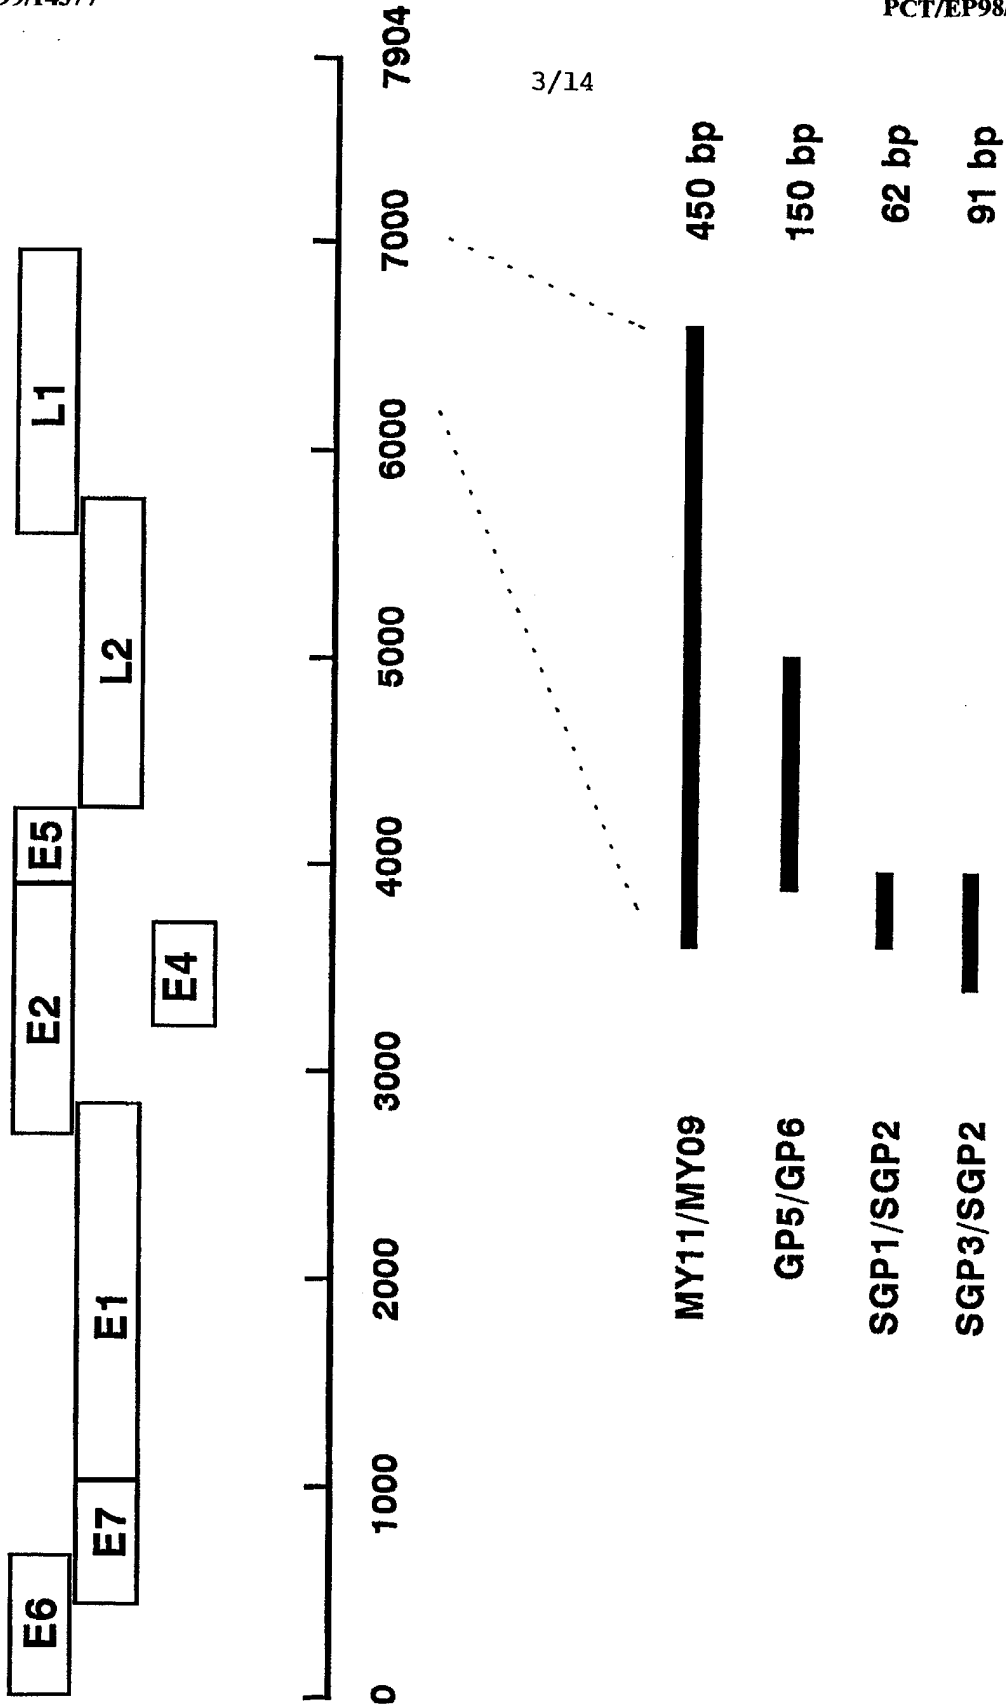 PCT/EP98/
3/14
E6
E2
E5
L1
E7
E1
L2
E4
0
1000
2000
3000
4000
5000
6000
7000
7904
MY11/MY09
450 bp
GP5/GP6
150 bp
SGP1/SGP2
62 bp
SGP3/SGP2
91 bp